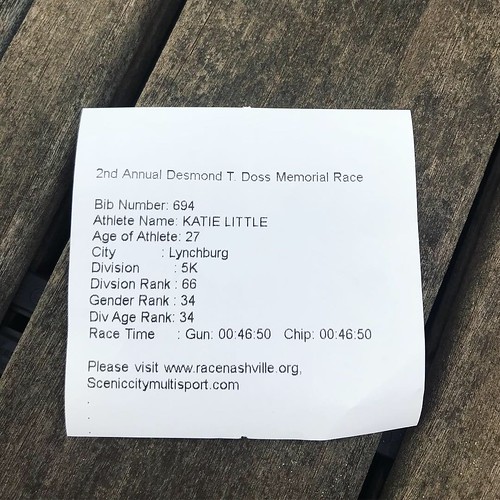 2nd Annual Desmond T. Doss Memorial Race
Bib Number: 694
Athlete Name: KATIE LITTLE
Age of Athlete: 27
City : Lynchburg
Division : 5K
Divsion Rank : 66
Gender Rank : 34
Div Age Rank: 34
Race Time : Gun: 00:46:50 Chip: 00:46:50
Please visit www.racenashville.org,
Sceniccitymultisport.com
.
.
.